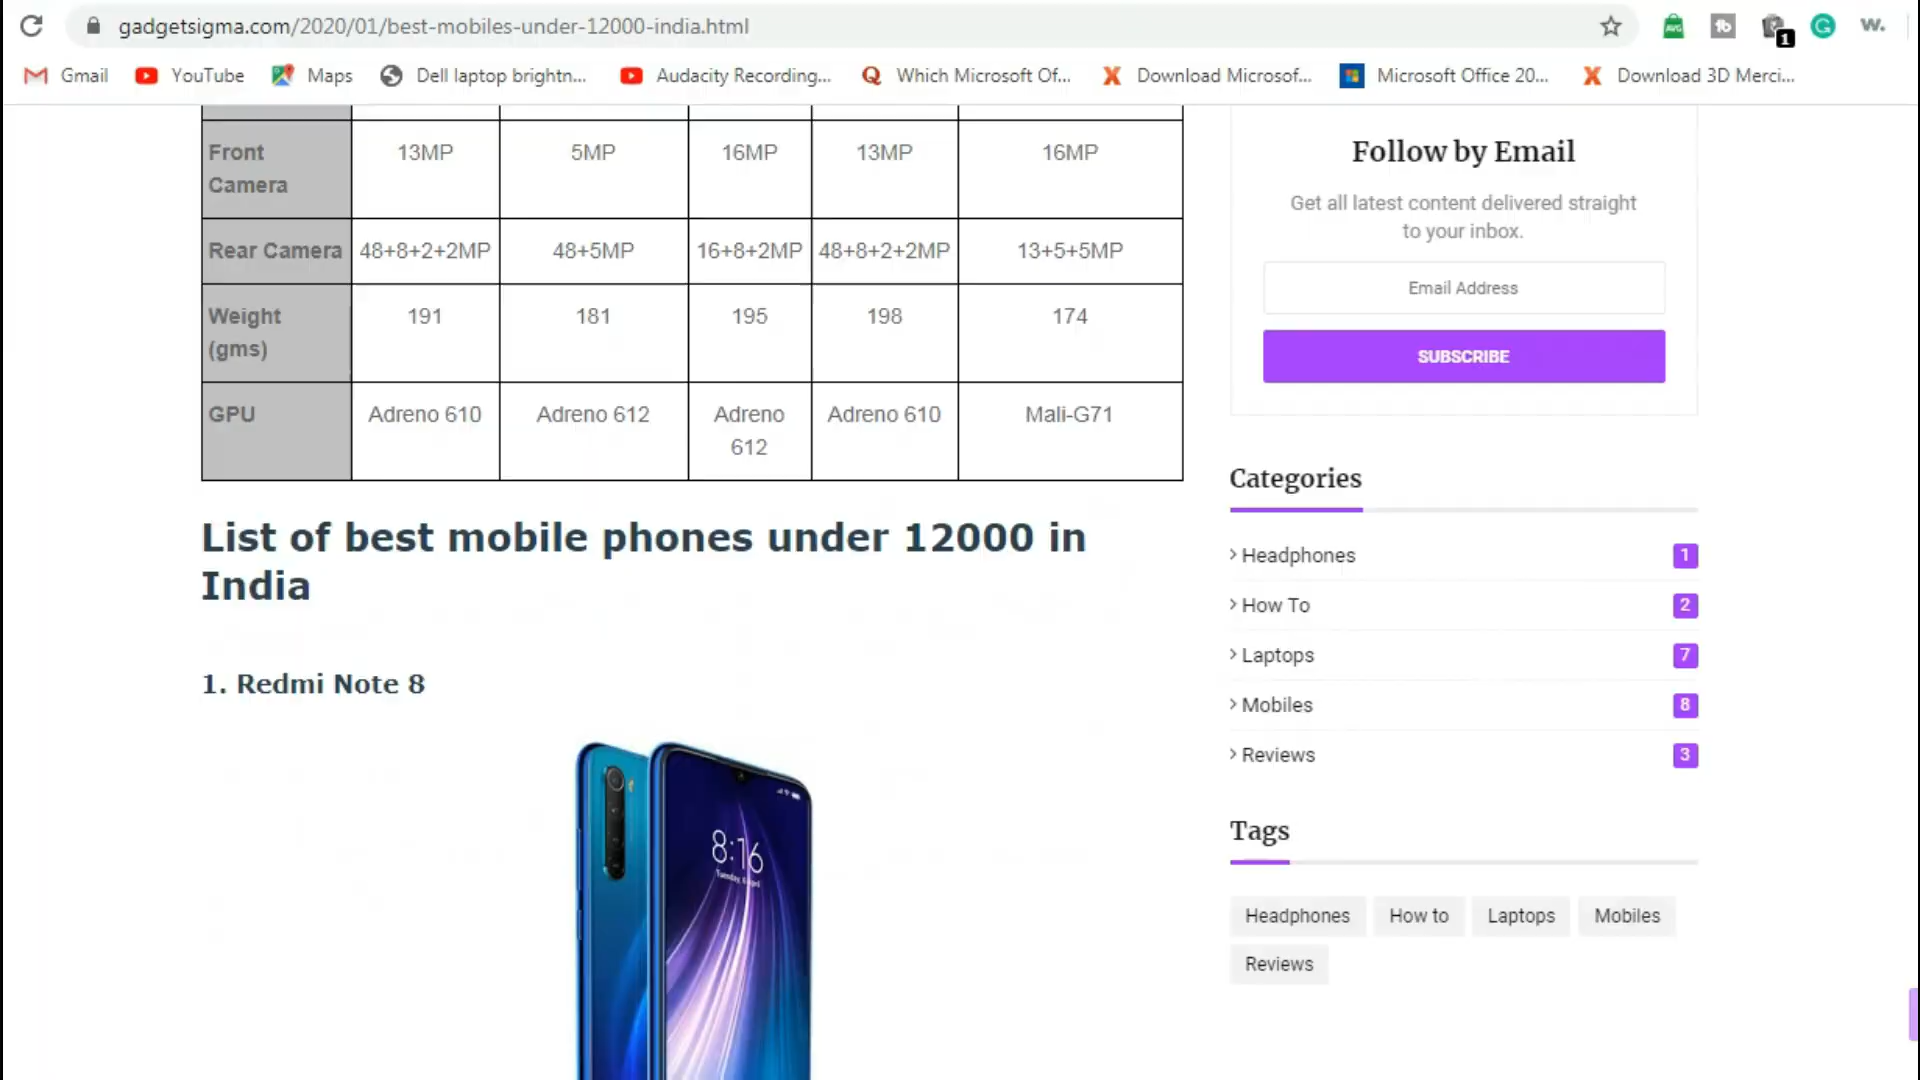 gadgetsigma.com/2020/01/best-mobiles-under-12000-india.html
1
Gmail YouTube Maps Dell laptop brightn... Audacity Recording... Which Microsoft Of... Download Microsof... Microsoft Office 20... Download 3D Merci...
Front Camera 13MP 5MP 16MP 13MP 16MP
Rear Camera 48+8+2+2MP 48+5MP 16+8+2MP 48+8+2+2MP 13+5+5MP
Weight (gms) 191 181 195 198 174
GPU Adreno 610 Adreno 612 Adreno 612 Adreno 610 Mali-G71
List of best mobile phones under 12000 in
India
1. Redmi Note 8
8:16
Follow by Email
Get all latest content delivered straight
to your inbox.
Email Address
SUBSCRIBE
Categories
Headphones 1
How To 2
Laptops 7
Mobiles 8
Reviews 3
Tags
Headphones How to Laptops Mobiles
Reviews